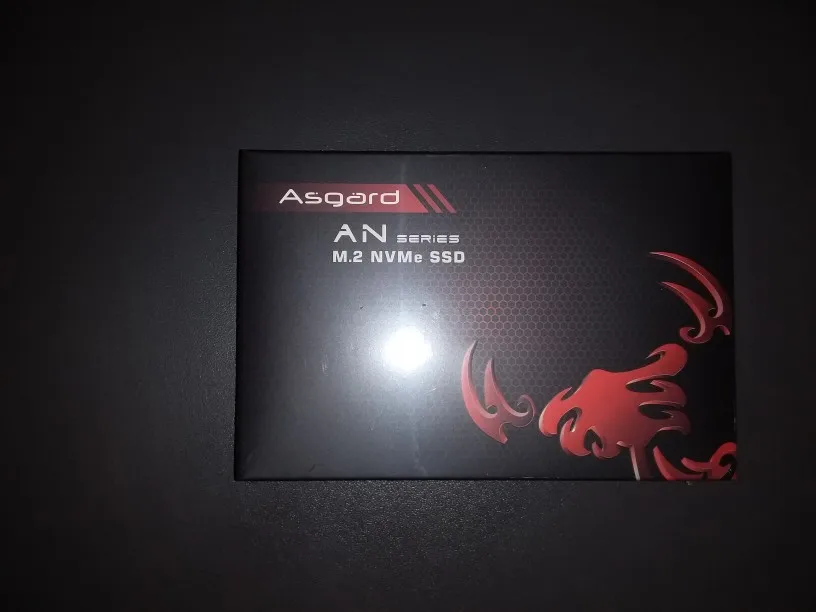 Asgard
AN SERIES
M.2 NVMe SSD